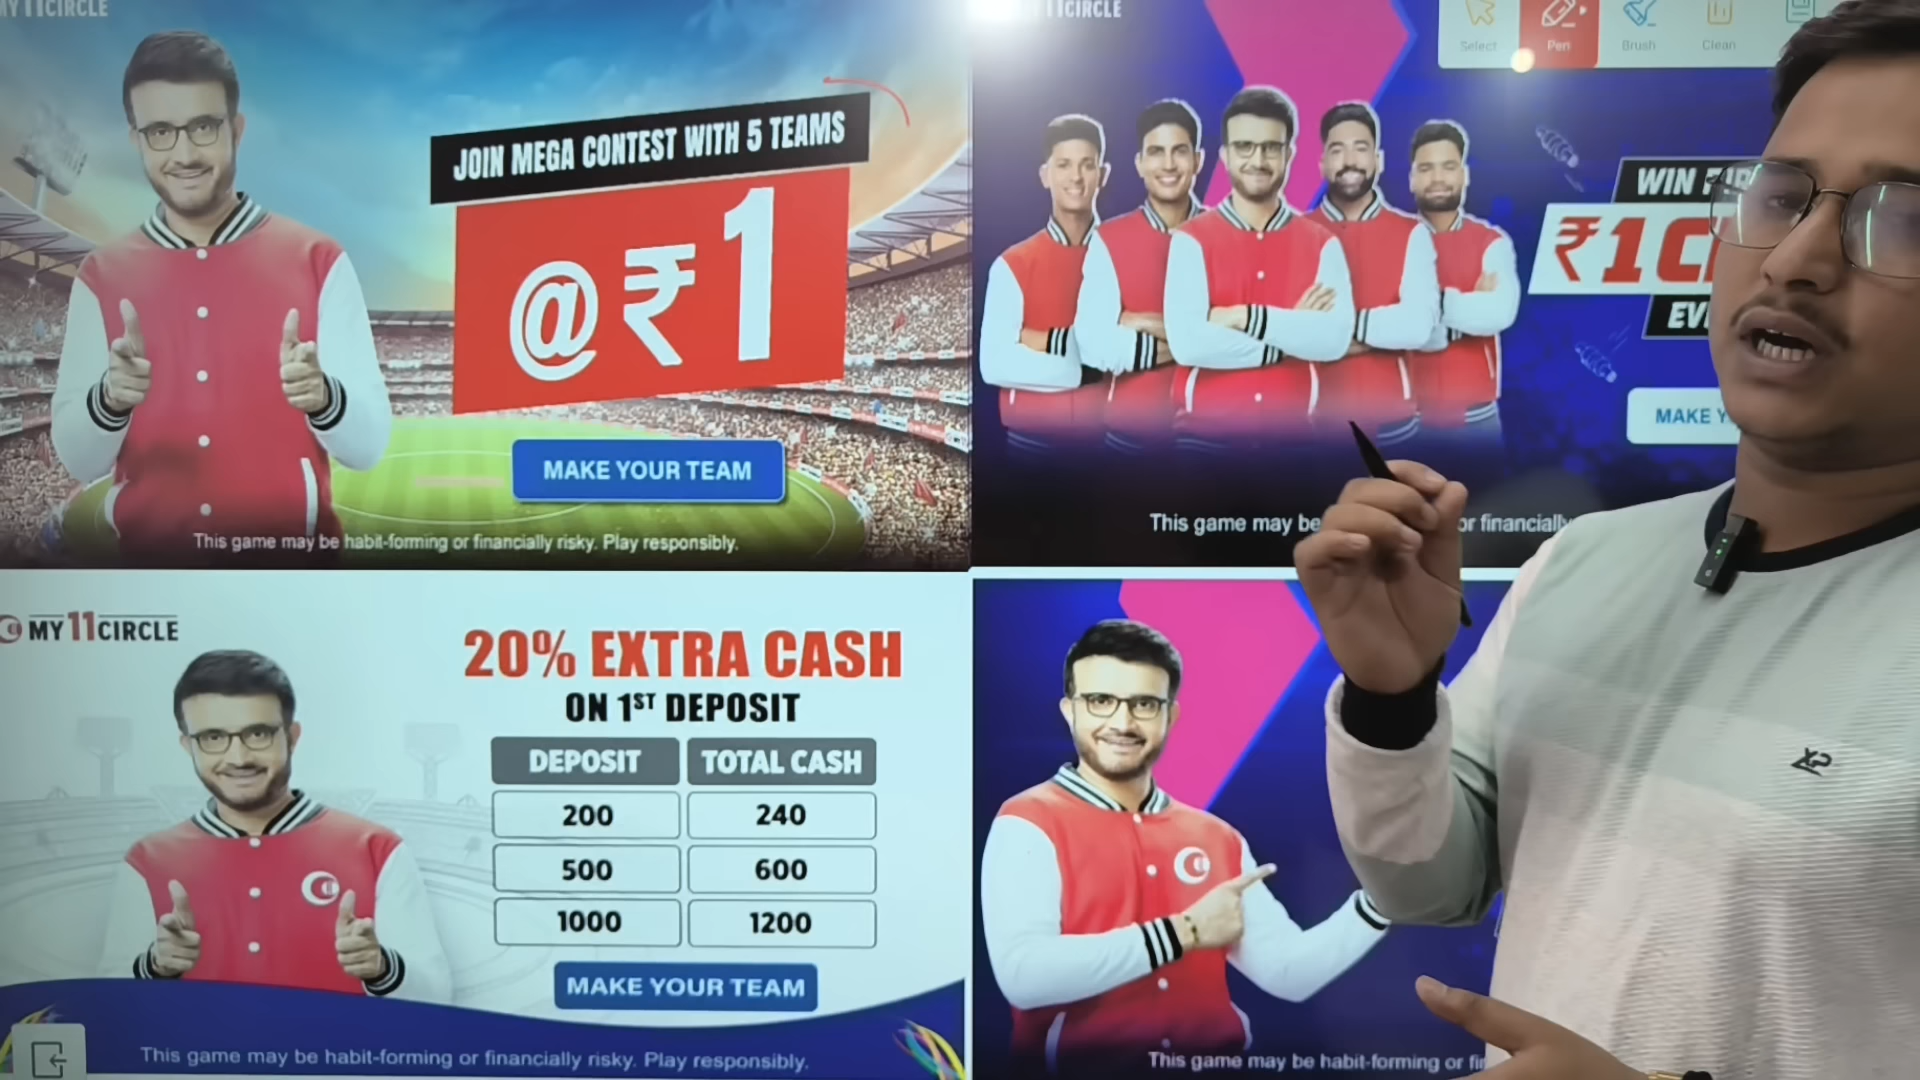 MY11CIRCLE
JOIN MEGA CONTEST WITH 5 TEAMS
@ ₹1
MAKE YOUR TEAM
This game may be habit-forming or financially risky. Play responsibly.
11CIRCLE
Select
Pen
Brush
Clean
WIN
₹1
MAKE
This game may be
or financially
MY11CIRCLE
20% EXTRA CASH
ON 1ST DEPOSIT
DEPOSIT TOTAL CASH
200 240
500 600
1000 1200
MAKE YOUR TEAM
This game may be habit-forming or financially risky. Play responsibly.
This game may be habit-forming or